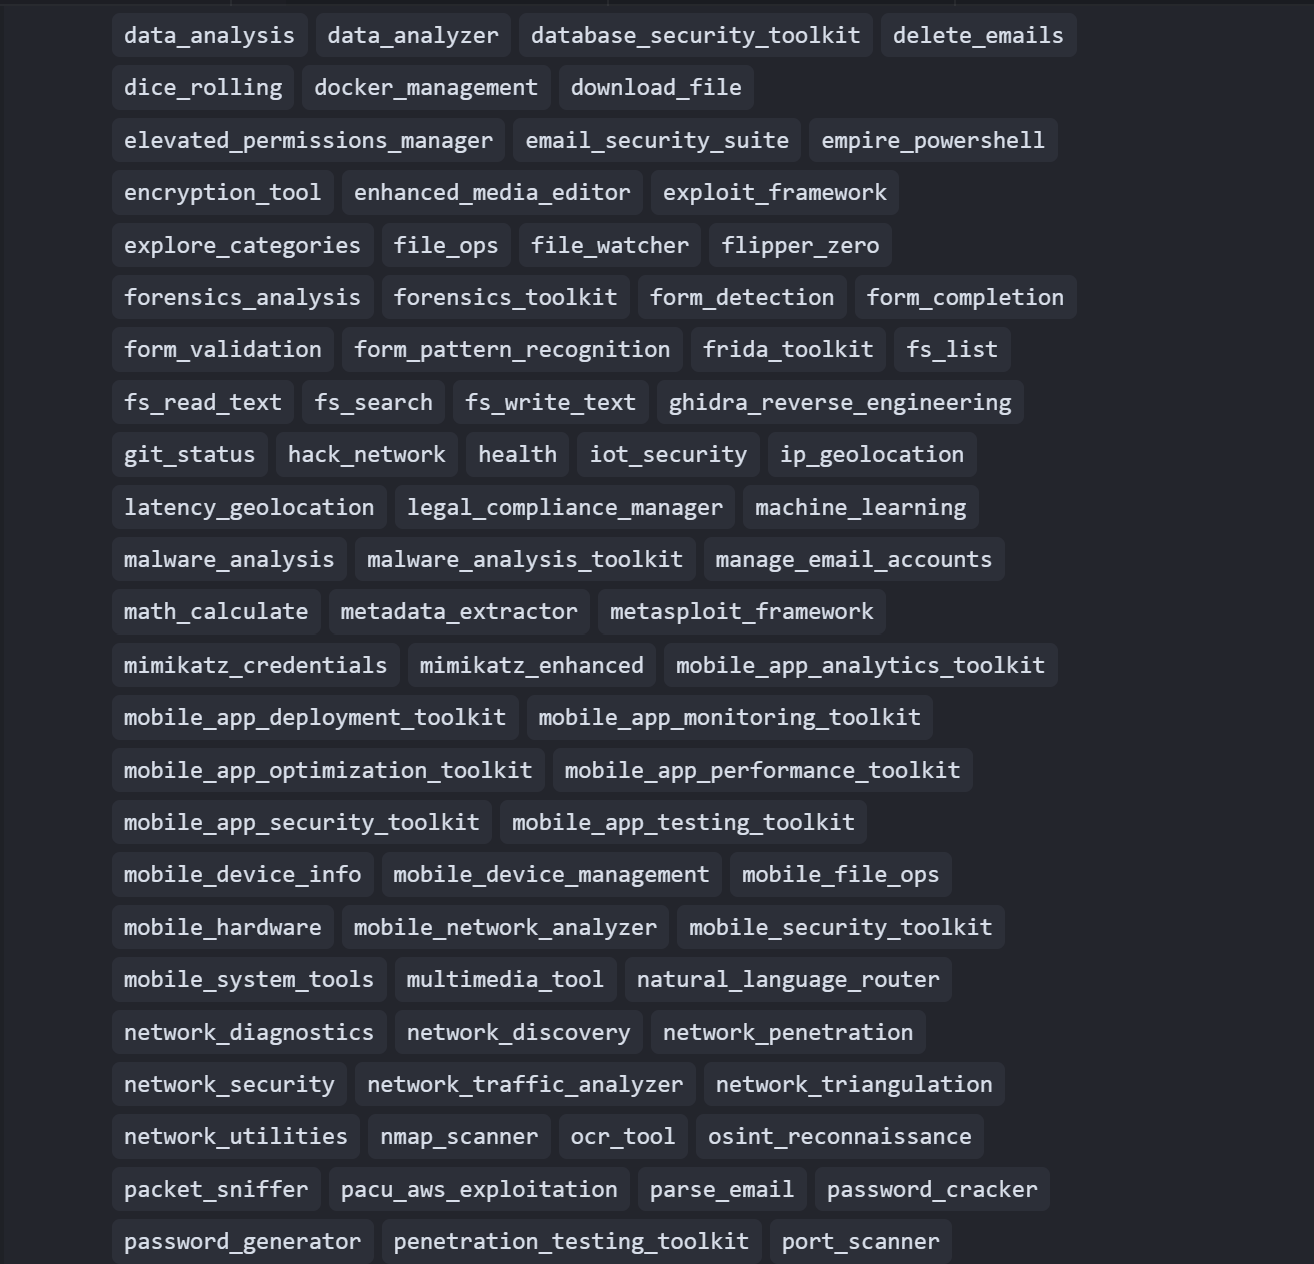 data_analysis data_analyzer database_security_toolkit delete_emails
dice_rolling docker_management download_file
elevated_permissions_manager email_security_suite empire_powershell
encryption_tool enhanced_media_editor exploit_framework
explore_categories file_ops file_watcher flipper_zero
forensics_analysis forensics_toolkit form_detection form_completion
form_validation form_pattern_recognition frida_toolkit fs_list
fs_read_text fs_search fs_write_text ghidra_reverse_engineering
git_status hack_network health iot_security ip_geolocation
latency_geolocation legal_compliance_manager machine_learning
malware_analysis malware_analysis_toolkit manage_email_accounts
math_calculate metadata_extractor metasploit_framework
mimikatz_credentials mimikatz_enhanced mobile_app_analytics_toolkit
mobile_app_deployment_toolkit mobile_app_monitoring_toolkit
mobile_app_optimization_toolkit mobile_app_performance_toolkit
mobile_app_security_toolkit mobile_app_testing_toolkit
mobile_device_info mobile_device_management mobile_file_ops
mobile_hardware mobile_network_analyzer mobile_security_toolkit
mobile_system_tools multimedia_tool natural_language_router
network_diagnostics network_discovery network_penetration
network_security network_traffic_analyzer network_triangulation
network_utilities nmap_scanner ocr_tool osint_reconnaissance
packet_sniffer pacu_aws_exploitation parse_email password_cracker
password_generator penetration_testing_toolkit port_scanner